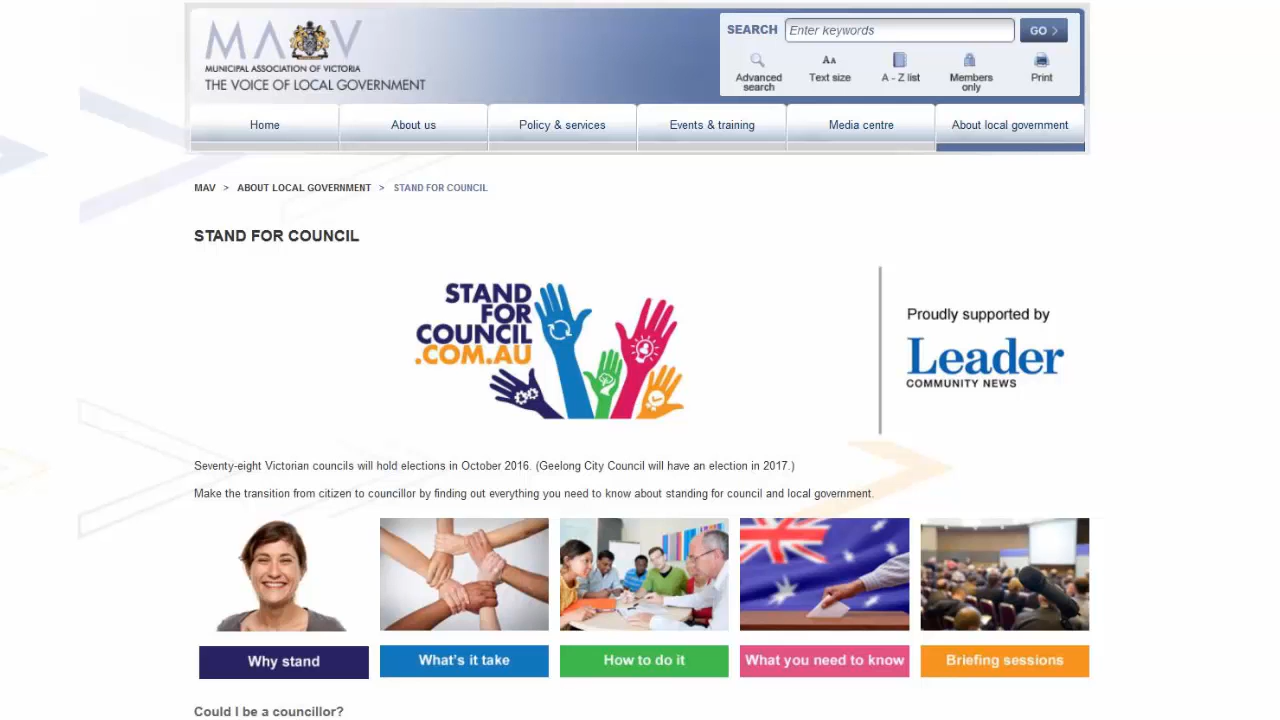 MAV
MUNICIPAL ASSOCIATION OF VICTORIA
THE VOICE OF LOCAL GOVERNMENT
SEARCH Enter keywords GO >
Advanced search
Text size
A - Z list
Members only
Print
Home About us Policy & services Events & training Media centre About local government
MAV > ABOUT LOCAL GOVERNMENT > STAND FOR COUNCIL
STAND FOR COUNCIL
STAND
FOR
COUNCIL
.COM.AU
Proudly supported by
Leader
COMMUNITY NEWS
Seventy-eight Victorian councils will hold elections in October 2016. (Geelong City Council will have an election in 2017.)
Make the transition from citizen to councillor by finding out everything you need to know about standing for council and local government.
Why stand What's it take How to do it What you need to know Briefing sessions
Could I be a councillor?